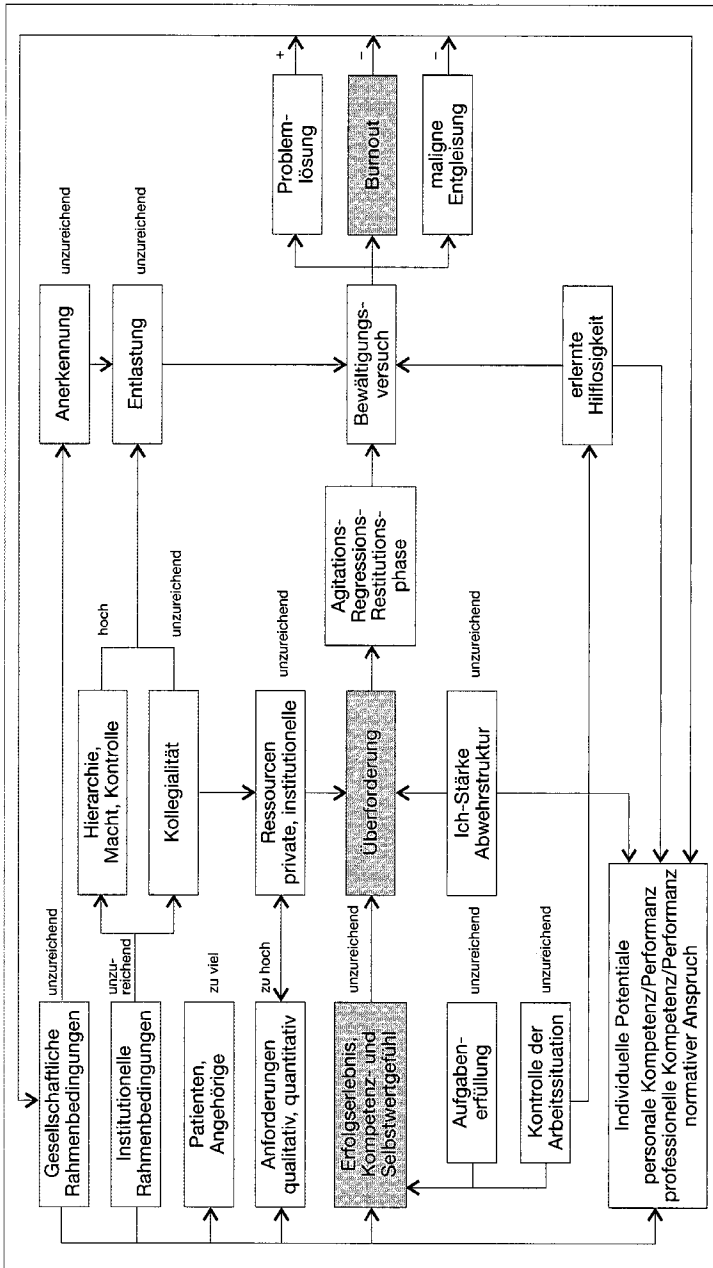 Gesellschaftliche
Rahmenbedingungen
unzureichend
Institutionelle
Rahmenbedingungen
unzu-
reichend
Patienten,
Angehörige
zu viel
Anforderungen
qualitativ, quantitativ
zu hoch
Erfolgserlebnis,
Kompetenz- und
Selbstwertgefühl
unzureichend
Aufgaben-
erfüllung
unzureichend
Kontrolle der
Arbeitssituation
unzureichend
Individuelle Potentiale
personale Kompetenz/Performanz
professionelle Kompetenz/Performanz
normativer Anspruch
Hierarchie,
Macht, Kontrolle
hoch
Kollegialität
unzureichend
Ressourcen
private, institutionelle
unzureichend
Überforderung
Ich-Stärke
Abwehrstruktur
unzureichend
Agitations-
Regressions-
Restitutions-
phase
Anerkennung
unzureichend
Entlastung
unzureichend
Bewältigungs-
versuch
erlernte
Hilflosigkeit
Problem-
lösung
+
Burnout
–
maligne
Entgleisung
–